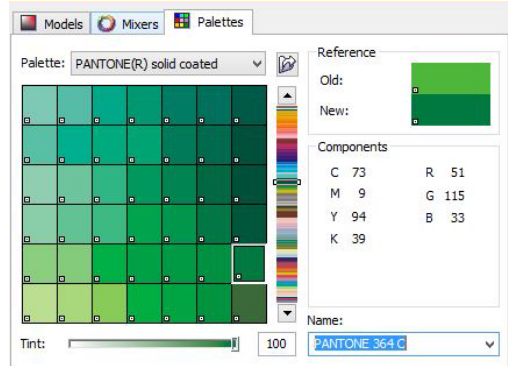 Models Mixers Palettes
Palette: PANTONE(R) solid coated
Reference
Old:
New:
Components
C 73 R 51
M 9 G 115
Y 94 B 33
K 39
Name:
Tint: 100 PANTONE 364 C